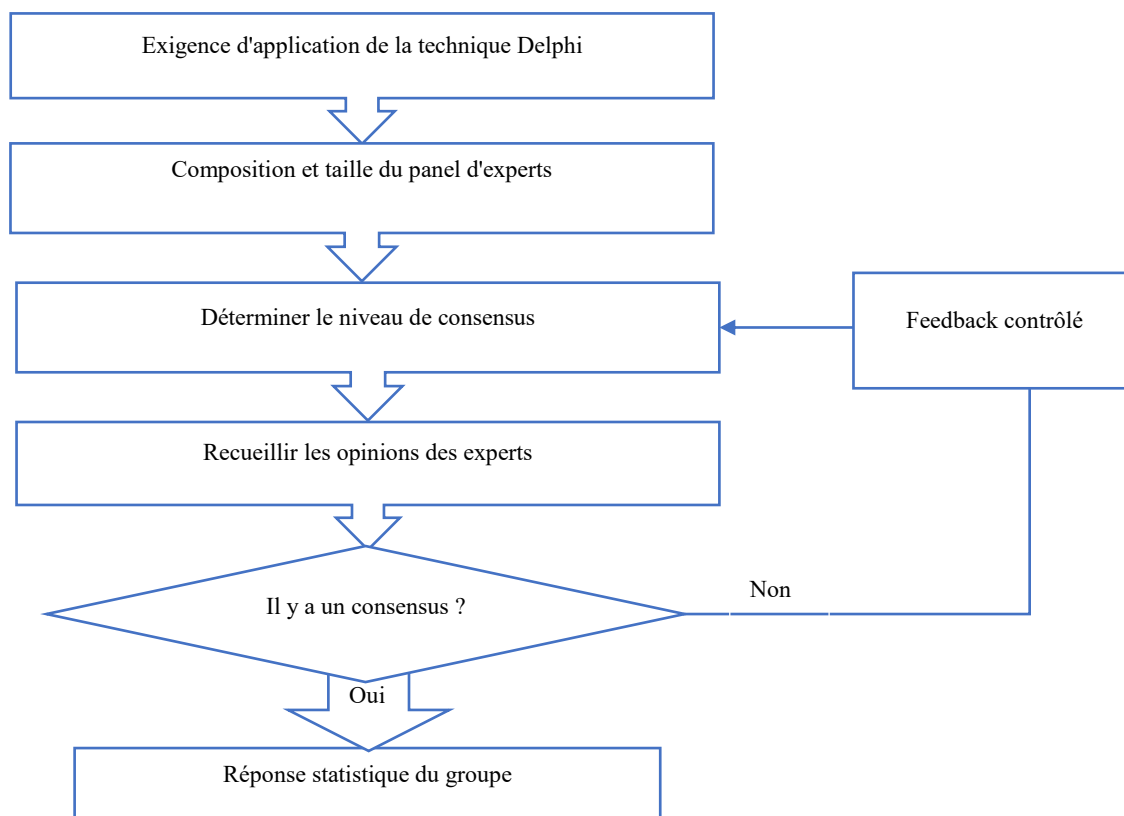 Exigence d'application de la technique Delphi
Composition et taille du panel d'experts
Déterminer le niveau de consensus
Feedback contrôlé
Recueillir les opinions des experts
Il y a un consensus ?
Non
Oui
Réponse statistique du groupe